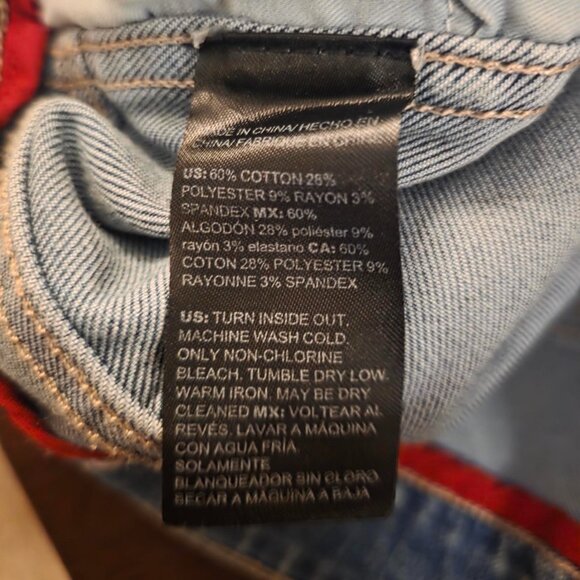 MADE IN CHINA/ HECHO EN
CHINA/ FABRIQUE EN CHINE
US: 60% COTTON 28%
POLYESTER 9% RAYON 3%
SPANDEX MX: 60%
ALGODÓN 28% poliéster 9%
rayón 3% elastano CA: 60%
COTON 28% POLYESTER 9%
RAYONNE 3% SPANDEX
US: TURN INSIDE OUT.
MACHINE WASH COLD.
ONLY NON-CHLORINE
BLEACH. TUMBLE DRY LOW.
WARM IRON. MAY BE DRY
CLEANED MX: VOLTEAR AL
REVÉS. LAVAR A MÁQUINA
CON AGUA FRÍA.
SOLAMENTE
BLANQUEADOR SIN CLORO
SECAR A MÁQUINA A BAJA